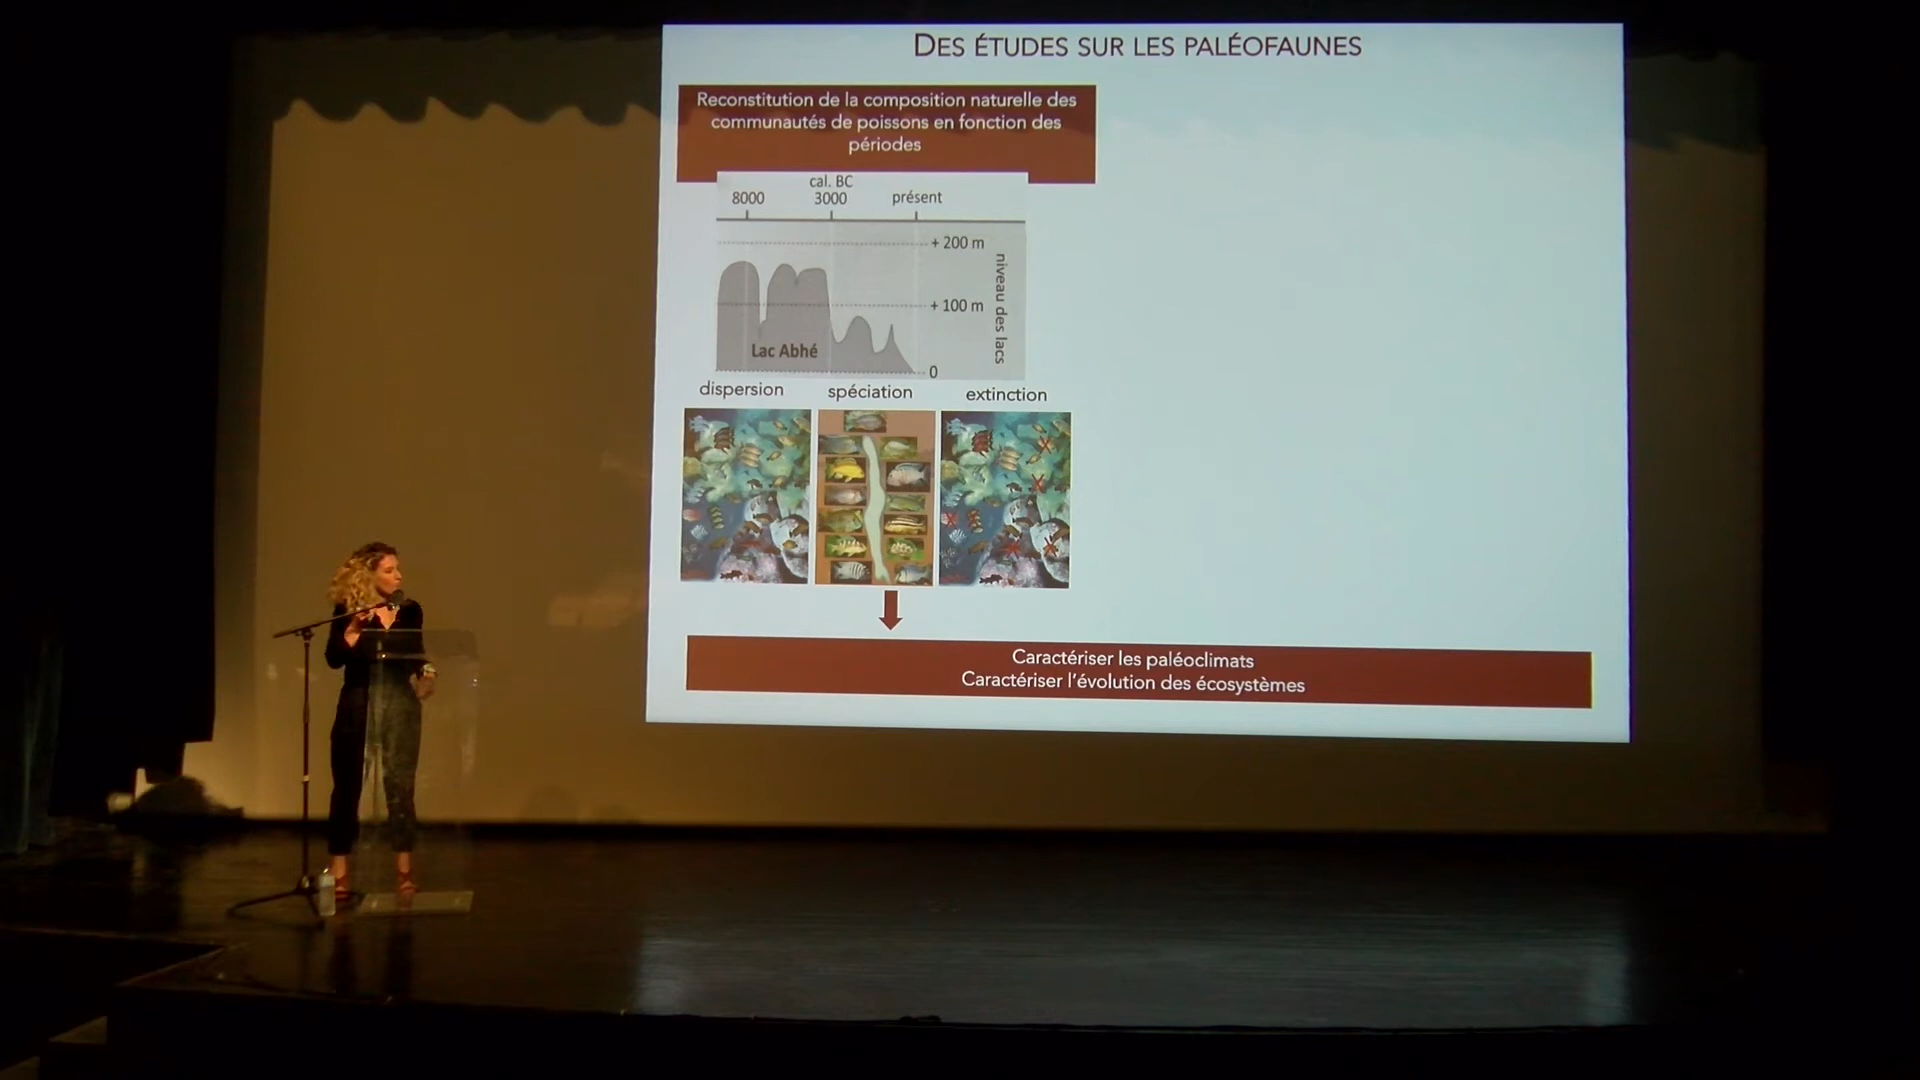 DES ÉTUDES SUR LES PALÉOFAUNES
Reconstitution de la composition naturelle des
communautés de poissons en fonction des
périodes
cal. BC
8000 3000 présent
+ 200 m
+ 100 m
niveau des lacs
Lac Abhé
0
dispersion spéciation extinction
Caractériser les paléoclimats
Caractériser l'évolution des écosystèmes